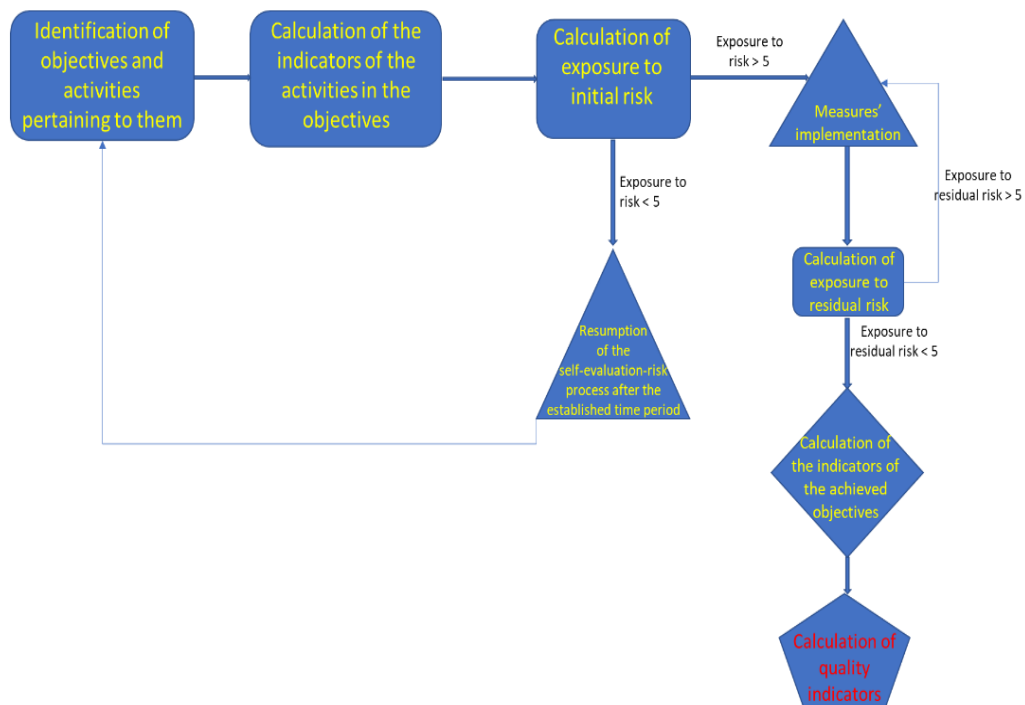 Identification of
objectives and
activities
pertaining to them
Calculation of the
indicators of the
activities in the
objectives
Calculation of
exposure to
initial risk
Exposure to
risk > 5
Measures'
implementation
Exposure to
risk < 5
Exposure to
residual risk > 5
Calculation of
exposure to
residual risk
Exposure to
residual risk < 5
Resumption
of the
self-evaluation-risk
process after the
established time period
Calculation of
the indicators of
the achieved
objectives
Calculation of
quality
indicators